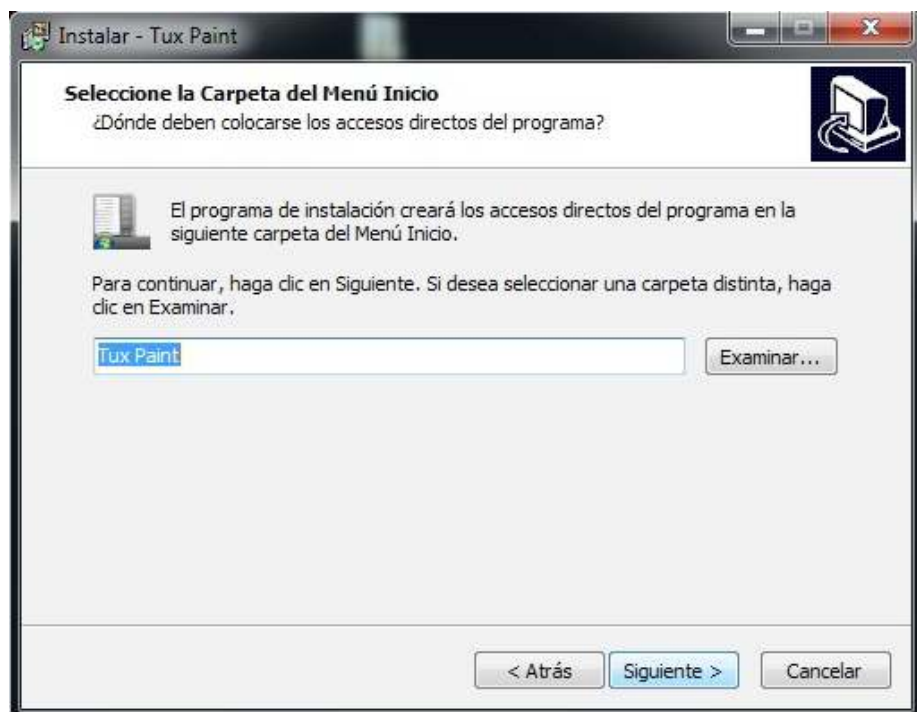 Instalar - Tux Paint
Seleccione la Carpeta del Menú Inicio
¿Dónde deben colocarse los accesos directos del programa?
El programa de instalación creará los accesos directos del programa en la
siguiente carpeta del Menú Inicio.
Para continuar, haga clic en Siguiente. Si desea seleccionar una carpeta distinta, haga
clic en Examinar.
Tux Paint
Examinar...
< Atrás
Siguiente >
Cancelar